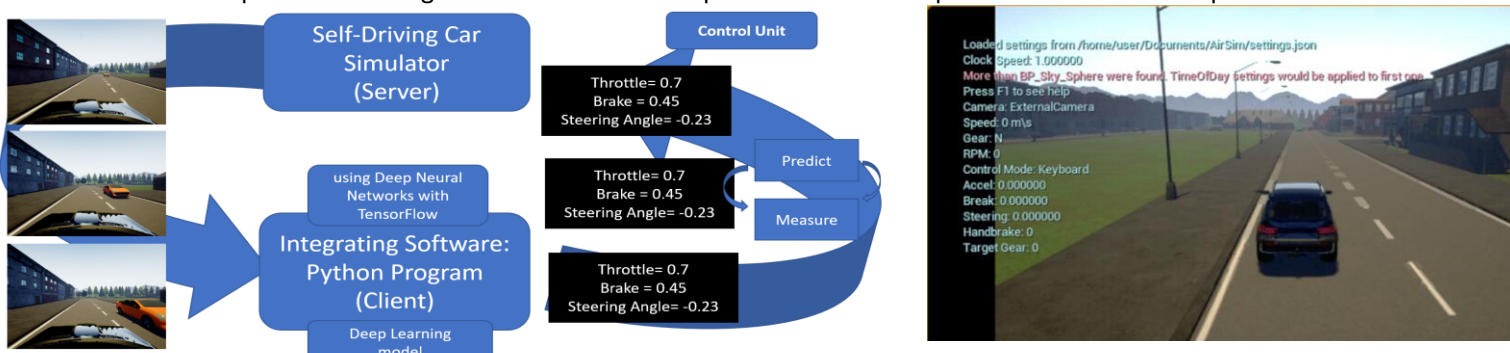 Self-Driving Car
Simulator
(Server)
using Deep Neural
Networks with
TensorFlow
Integrating Software:
Python Program
(Client)
Deep Learning
model
Control Unit
Throttle= 0.7
Brake = 0.45
Steering Angle= -0.23
Throttle= 0.7
Brake = 0.45
Steering Angle= -0.23
Predict
Measure
Throttle= 0.7
Brake = 0.45
Steering Angle= -0.23
Loaded settings from /home/user/Documents/AirSim/settings.json
Clock Speed: 1.000000
More than BP_Sky_Sphere were found. TimeOfDay settings would be applied to first one
Press F1 to see help
Camera: ExternalCamera
Speed: 0 m\s
Gear: N
RPM: 0
Control Mode: Keyboard
Accel: 0.000000
Break: 0.000000
Steering: 0.000000
Handbrake: 0
Target Gear: 0